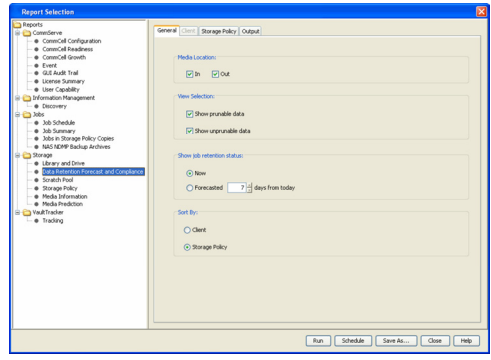 Report Selection
Reports
CommServe
CommCell Configuration
CommCell Readiness
CommCell Growth
Event
GUI Audit Trail
License Summary
User Capability
Information Management
Discovery
Jobs
Job Schedule
Job Summary
Jobs in Storage Policy Copies
NAS NDMP Backup Archives
Storage
Library and Drive
Data Retention Forecast and Compliance
Scratch Pool
Storage Policy
Media Information
Media Prediction
VaultTracker
Tracking
General Client Storage Policy Output
Media Location:
In Out
View Selection:
Show prunable data
Show unprunable data
Show job retention status:
Now
Forecasted 7 days from today
Sort By:
Client
Storage Policy
Run Schedule Save As... Close Help